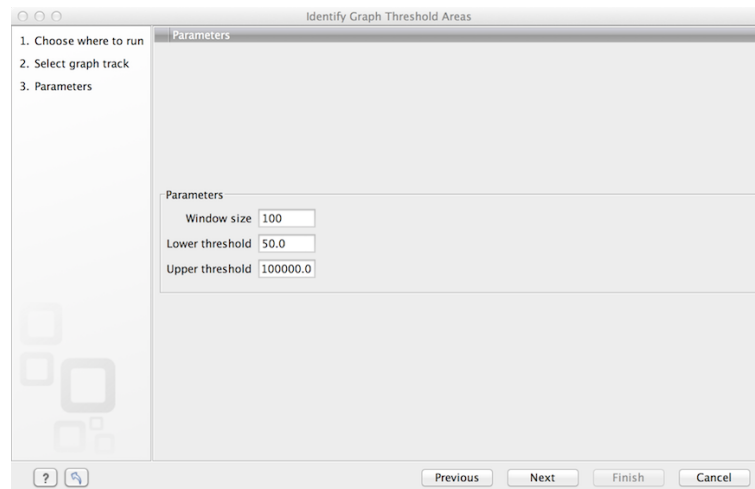 Identify Graph Threshold Areas
1. Choose where to run
2. Select graph track
3. Parameters
Parameters
Parameters
Window size 100
Lower threshold 50.0
Upper threshold 100000.0
? Previous Next Finish Cancel